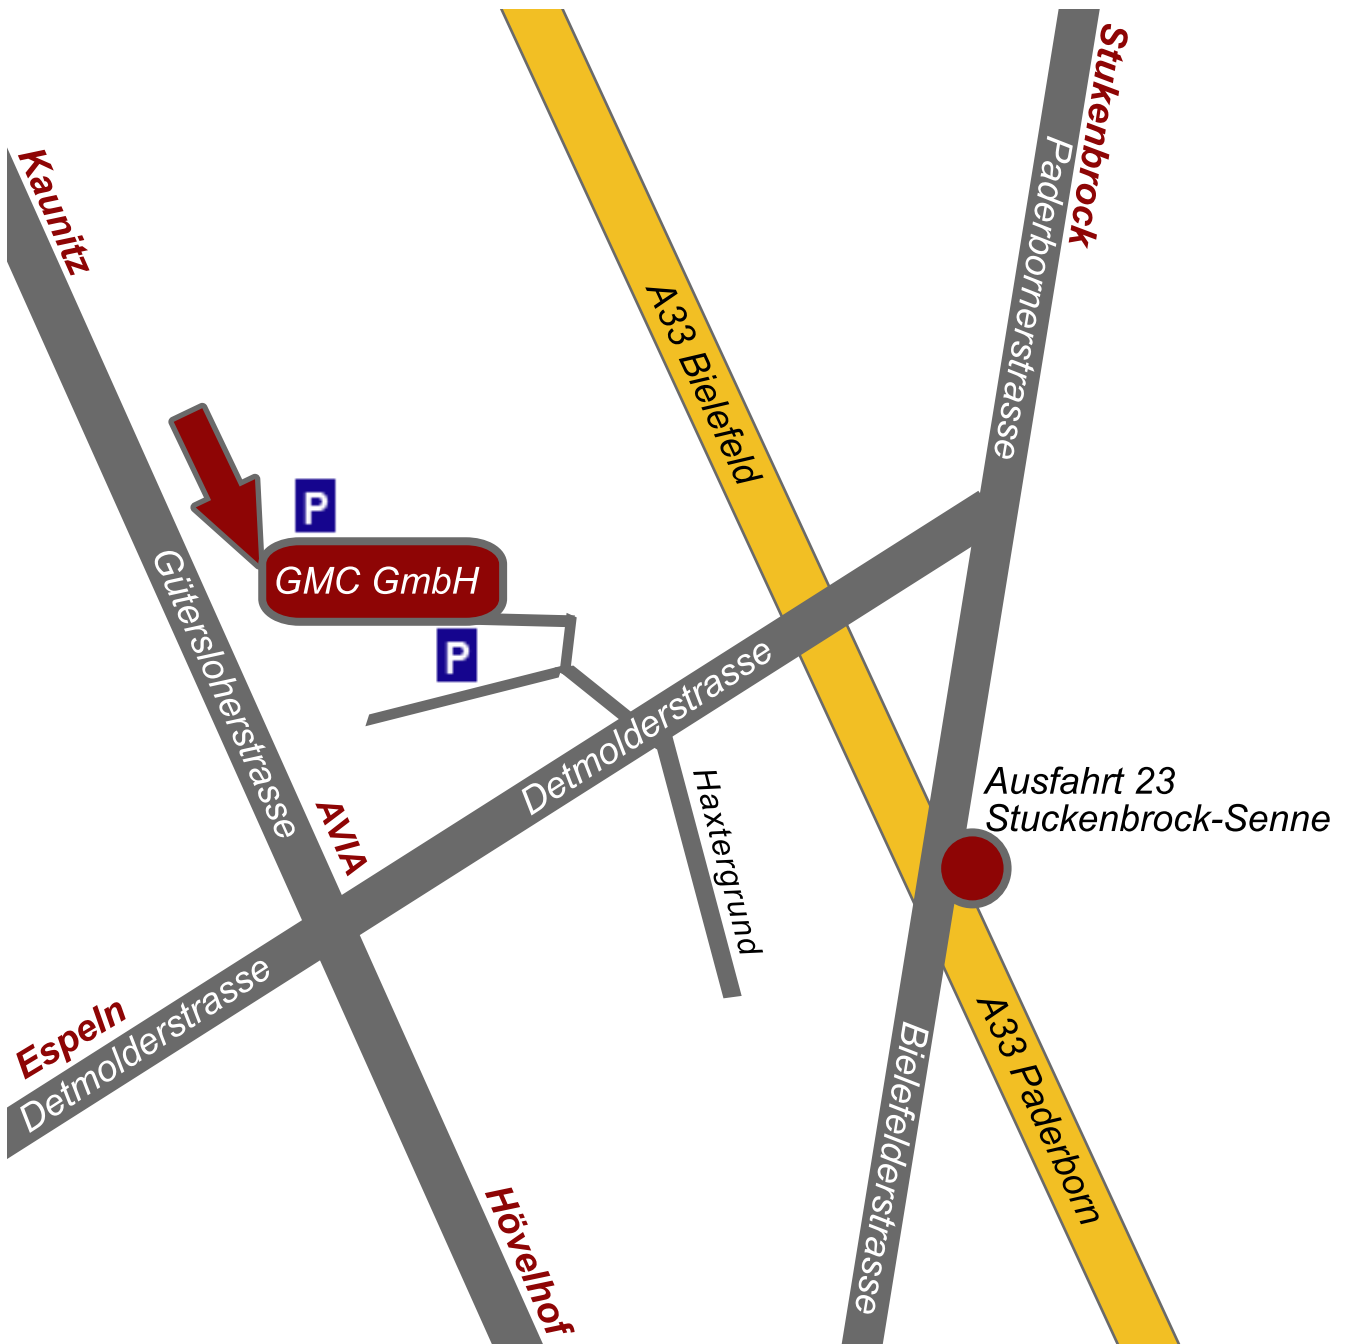 Stukenbrock
Paderbornerstrasse
Kaunitz
A33 Bielefeld
P
GMC GmbH
Gütersloherstrasse
P
Detmolderstrasse
Haxtergrund
Ausfahrt 23
Stuckenbrock-Senne
AVIA
Espeln
Detmolderstrasse
A33 Paderborn
Bielefelderstrasse
Hövelhof